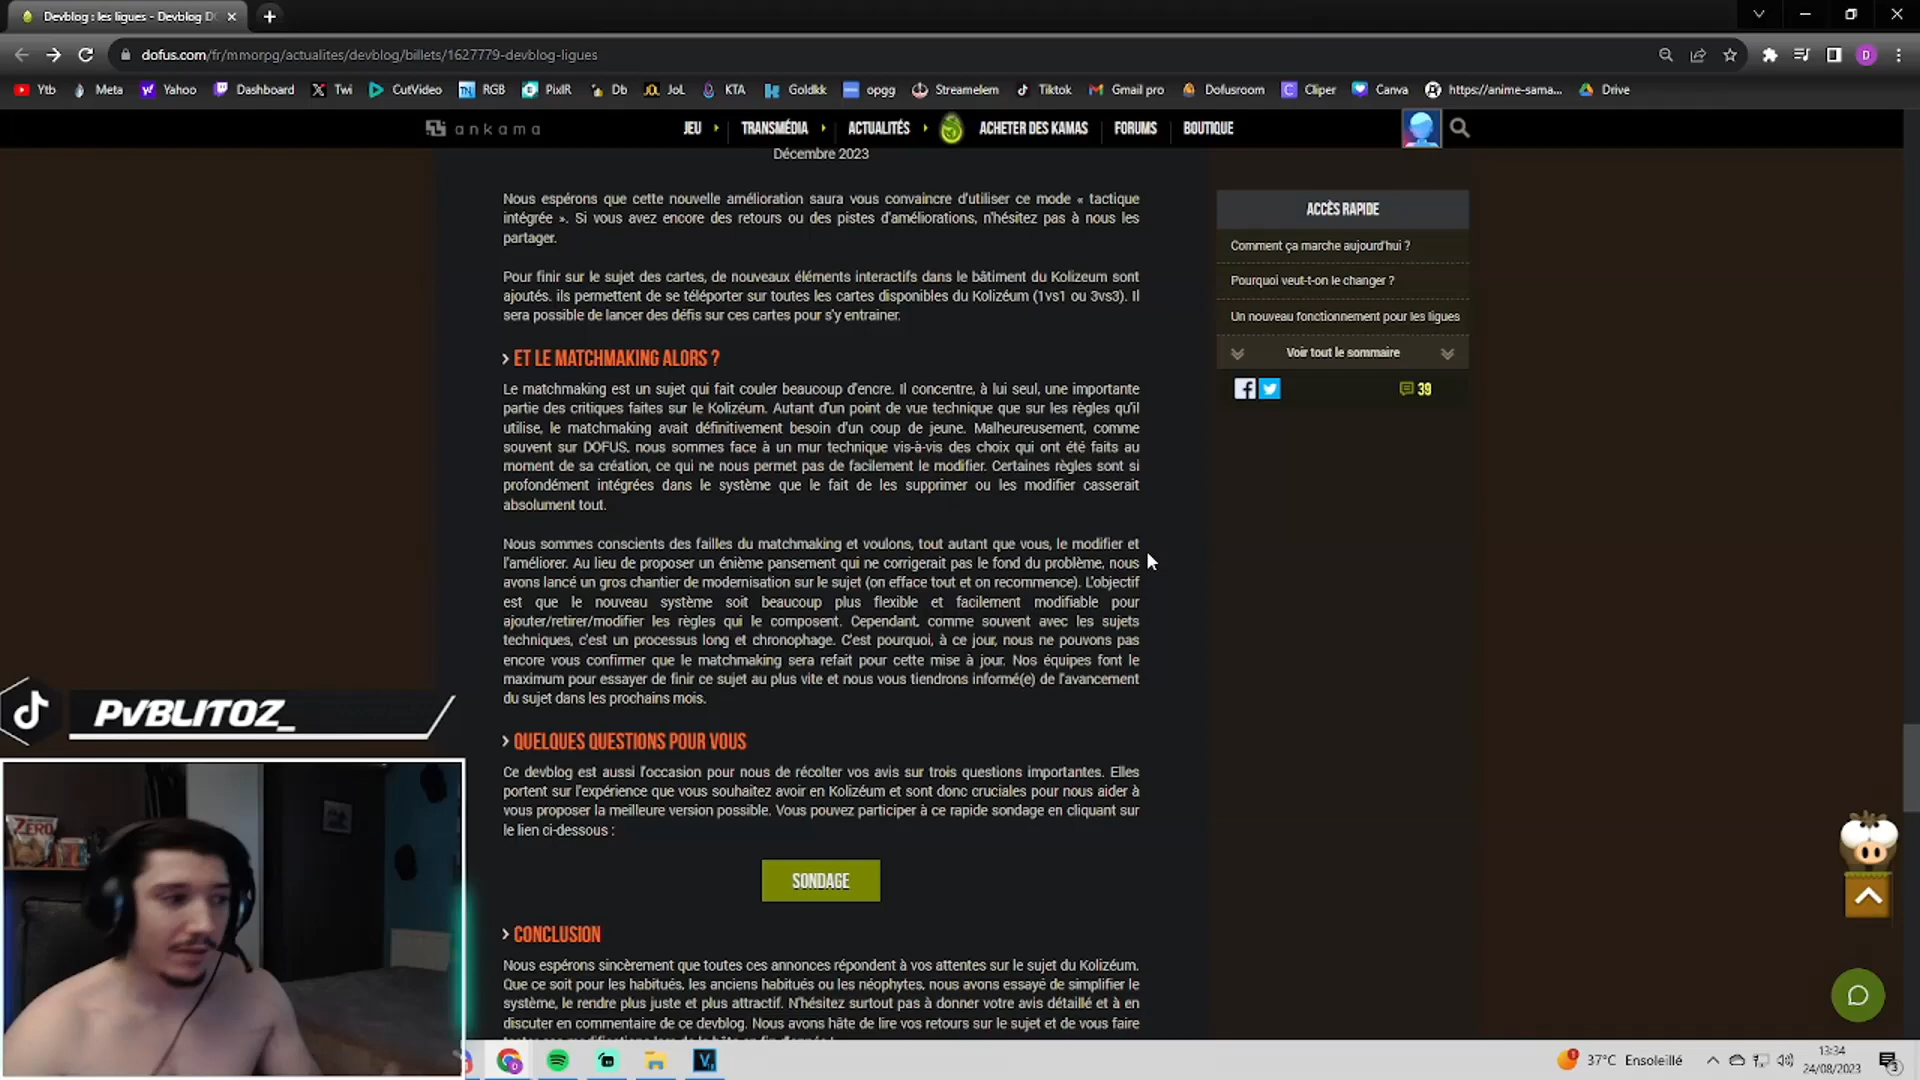 Devblog : les ligues - Devblog DO
dofus.com/fr/mmorpg/actualites/devblog/billets/1627779-devblog-ligues
D
Ytb
Meta
Yahoo
Dashboard
Twi
CutVideo
RGB
PixlR
Db
JoL
KTA
Goldkk
opgg
Streamelem
Tiktok
Gmail pro
Dofusroom
Cliper
Canva
https://anime-sama...
Drive
ankama
JEU
TRANSMÉDIA
ACTUALITÉS
ACHETER DES KAMAS
FORUMS
BOUTIQUE
Décembre 2023
Nous espérons que cette nouvelle amélioration saura vous convaincre d'utiliser ce mode « tactique
intégrée ». Si vous avez encore des retours ou des pistes d'améliorations, n'hésitez pas à nous les
partager.
Pour finir sur le sujet des cartes, de nouveaux éléments interactifs dans le bâtiment du Kolizeum sont
ajoutés. ils permettent de se téléporter sur toutes les cartes disponibles du Kolizéum (1vs1 ou 3vs3). Il
sera possible de lancer des défis sur ces cartes pour s'y entrainer.
> ET LE MATCHMAKING ALORS ?
Le matchmaking est un sujet qui fait couler beaucoup d'encre. Il concentre, à lui seul, une importante
partie des critiques faites sur le Kolizéum. Autant d'un point de vue technique que sur les règles qu'il
utilise, le matchmaking avait définitivement besoin d'un coup de jeune. Malheureusement, comme
souvent sur DOFUS, nous sommes face à un mur technique vis-à-vis des choix qui ont été faits au
moment de sa création, ce qui ne nous permet pas de facilement le modifier. Certaines règles sont si
profondément intégrées dans le système que le fait de les supprimer ou les modifier casserait
absolument tout.
Nous sommes conscients des failles du matchmaking et voulons, tout autant que vous, le modifier et
l'améliorer. Au lieu de proposer un énième pansement qui ne corrigerait pas le fond du problème, nous
avons lancé un gros chantier de modernisation sur le sujet (on efface tout et on recommence). L'objectif
est que le nouveau système soit beaucoup plus flexible et facilement modifiable pour
ajouter/retirer/modifier les règles qui le composent. Cependant, comme souvent avec les sujets
techniques, c'est un processus long et chronophage. C'est pourquoi, à ce jour, nous ne pouvons pas
encore vous confirmer que le matchmaking sera refait pour cette mise à jour. Nos équipes font le
maximum pour essayer de finir ce sujet au plus vite et nous vous tiendrons informé(e) de l'avancement
du sujet dans les prochains mois.
> QUELQUES QUESTIONS POUR VOUS
Ce devblog est aussi l'occasion pour nous de récolter vos avis sur trois questions importantes. Elles
portent sur l'expérience que vous souhaitez avoir en Kolizéum et sont donc cruciales pour nous aider à
vous proposer la meilleure version possible. Vous pouvez participer à ce rapide sondage en cliquant sur
le lien ci-dessous :
SONDAGE
> CONCLUSION
Nous espérons sincèrement que toutes ces annonces répondent à vos attentes sur le sujet du Kolizéum.
Que ce soit pour les habitués, les anciens habitués ou les néophytes, nous avons essayé de simplifier le
système, le rendre plus juste et plus attractif. N'hésitez surtout pas à donner votre avis détaillé et à en
discuter en commentaire de ce devblog. Nous avons hâte de lire vos retours sur le sujet et de vous faire
ACCÈS RAPIDE
Comment ça marche aujourd'hui ?
Pourquoi veut-t-on le changer ?
Un nouveau fonctionnement pour les ligues
Voir tout le sommaire
39
PVBLITOZ_
ZERO
37°C Ensoleillé
13:34
24/08/2023
3